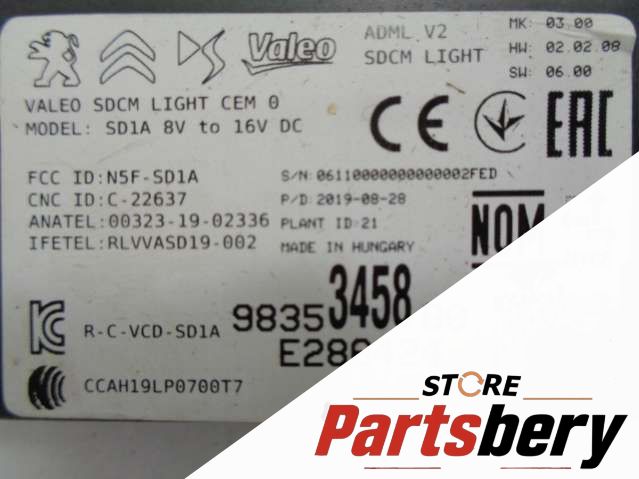 Valeo
ADML V2
SDCM LIGHT
MK: 03.00
HW: 02.02.08
SW: 06.00
VALEO SDCM LIGHT CEM 0
MODEL: SD1A 8V to 16V DC
CE
EAC
FCC ID:N5F-SD1A
CNC ID:C-22637
ANATEL:00323-19-02336
IFETEL:RLVVASD19-002
S/N:06110000000000002FED
P/D:2019-08-28
PLANT ID:21
MADE IN HUNGARY
NOM
R-C-VCD-SD1A
98353458
CCAH19LP0700T7
STORE
Partsbery